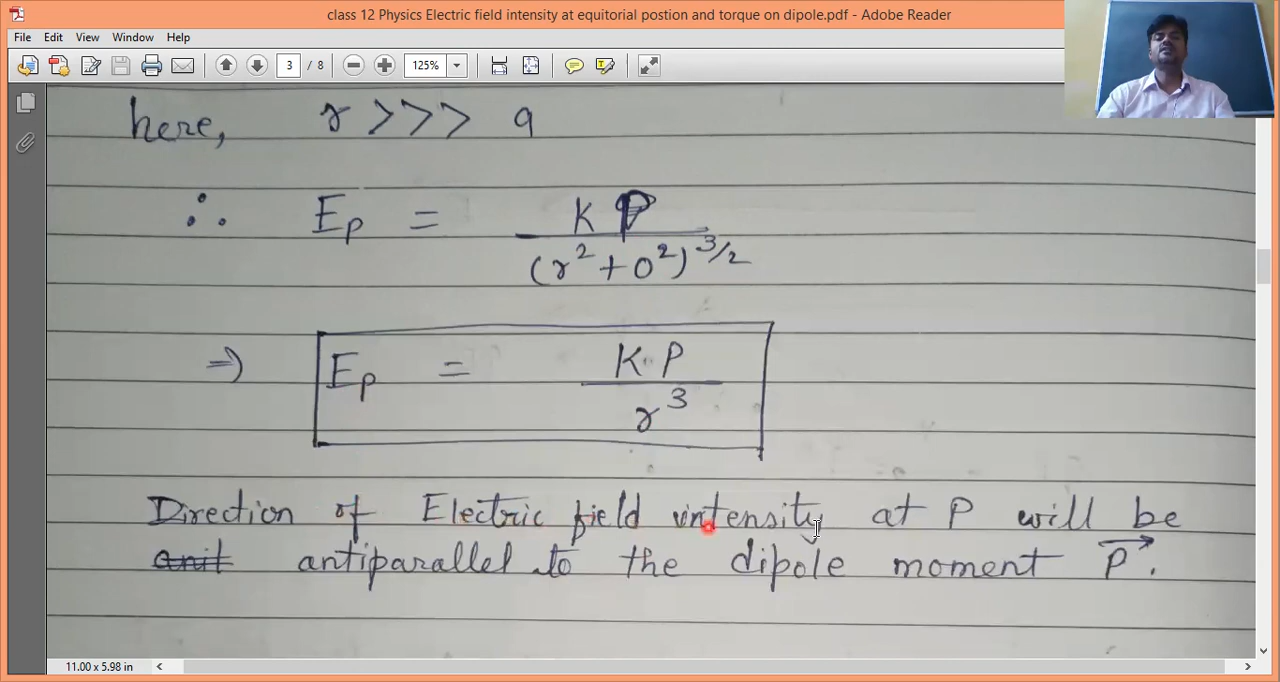 class 12 Physics Electric field intensity at equitorial postion and torque on dipole.pdf - Adobe Reader
File Edit View Window Help
3 / 8 125%
here, r >>> a
∴ Ep = K P / (r² + 0²)^3/2
⇒ Ep = K · P / r³
Direction of Electric field intensity at P will be
anit antiparallel to the dipole moment P⃗.
11.00 x 5.98 in